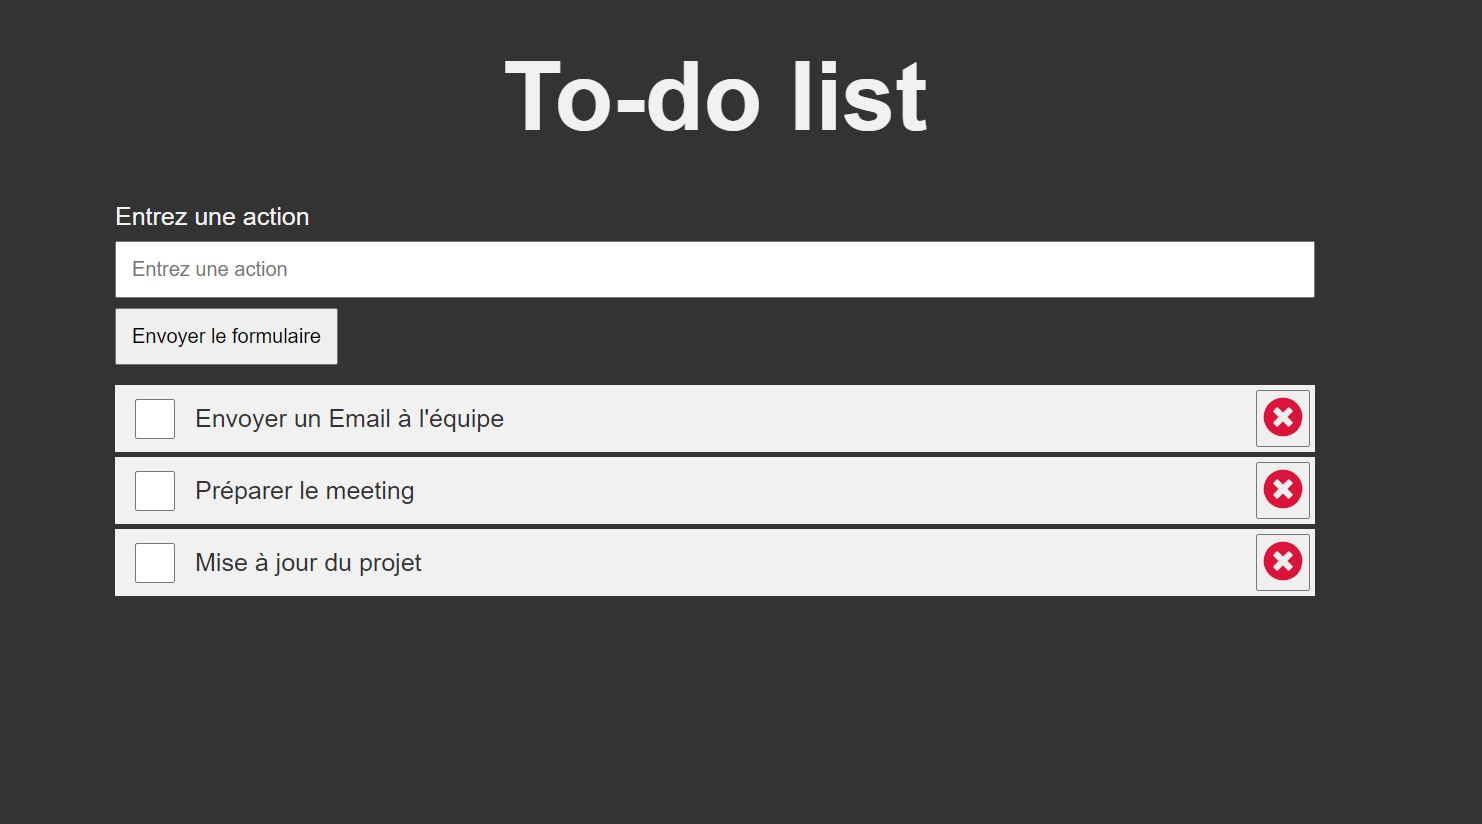 To-do list
Entrez une action
Entrez une action
Envoyer le formulaire
Envoyer un Email à l'équipe
Préparer le meeting
Mise à jour du projet